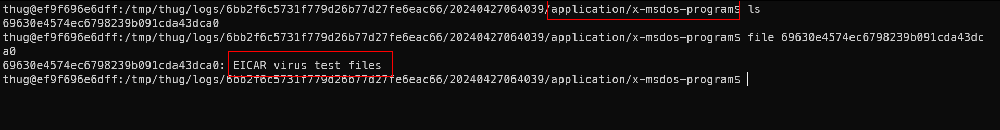 thug@ef9f696e6dff:/tmp/thug/logs/6bb2f6c5731f779d26b77d27fe6eac66/20240427064039/application/x-msdos-program$ ls
69630e4574ec6798239b091cda43dca0
thug@ef9f696e6dff:/tmp/thug/logs/6bb2f6c5731f779d26b77d27fe6eac66/20240427064039/application/x-msdos-program$ file 69630e4574ec6798239b091cda43dc
a0
69630e4574ec6798239b091cda43dca0: EICAR virus test files
thug@ef9f696e6dff:/tmp/thug/logs/6bb2f6c5731f779d26b77d27fe6eac66/20240427064039/application/x-msdos-program$